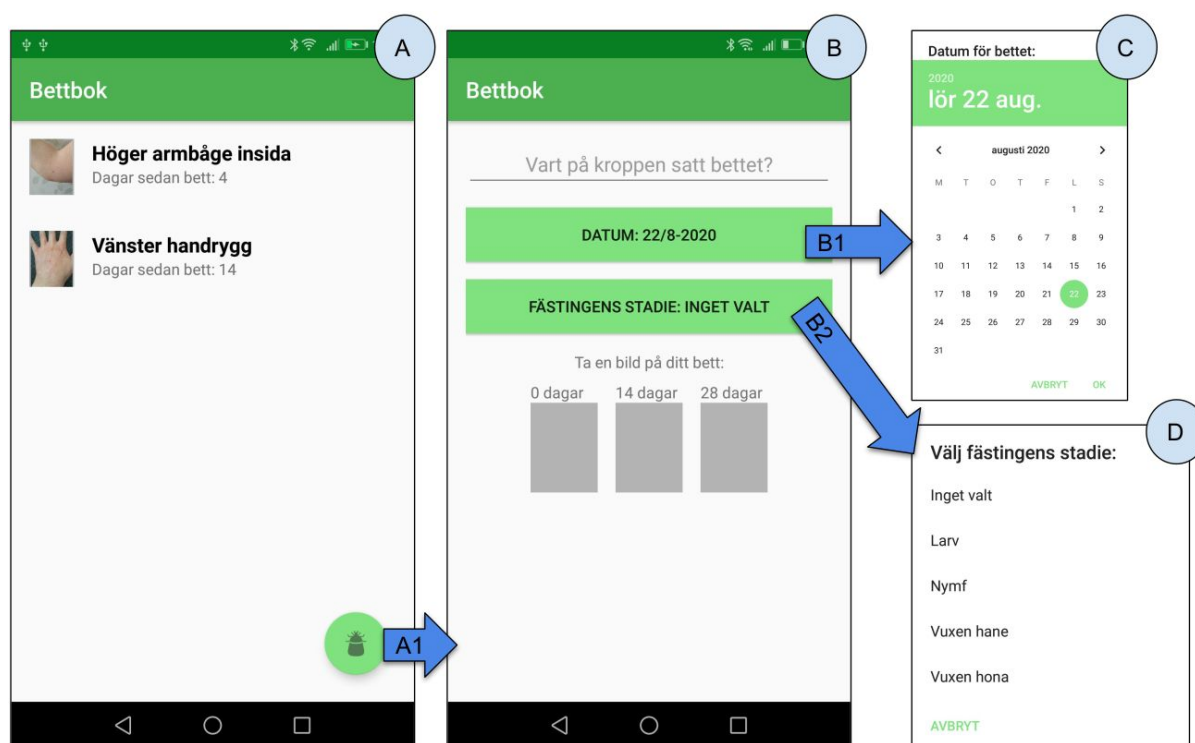 A
Bettbok
Höger armbåge insida
Dagar sedan bett: 4
Vänster handrygg
Dagar sedan bett: 14
A1
B
Bettbok
Vart på kroppen satt bettet?
DATUM: 22/8-2020
B1
FÄSTINGENS STADIE: INGET VALT
B2
Ta en bild på ditt bett:
0 dagar 14 dagar 28 dagar
C
Datum för bettet:
2020
lör 22 aug.
< augusti 2020 >
M T O T F L S
1 2
3 4 5 6 7 8 9
10 11 12 13 14 15 16
17 18 19 20 21 22 23
24 25 26 27 28 29 30
31
AVBRYT OK
D
Välj fästingens stadie:
Inget valt
Larv
Nymf
Vuxen hane
Vuxen hona
AVBRYT